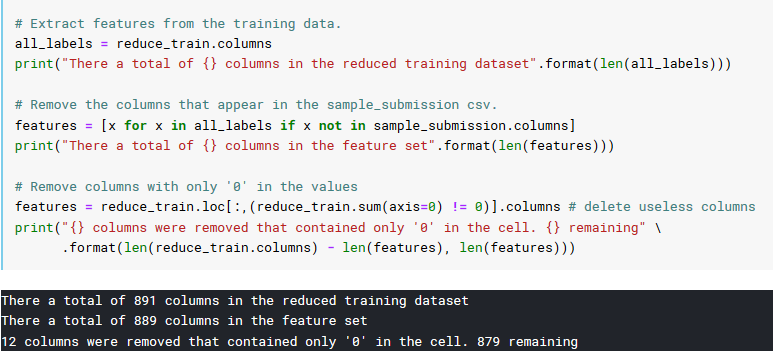 # Extract features from the training data.
all_labels = reduce_train.columns
print("There a total of {} columns in the reduced training dataset".format(len(all_labels)))
# Remove the columns that appear in the sample_submission csv.
features = [x for x in all_labels if x not in sample_submission.columns]
print("There a total of {} columns in the feature set".format(len(features)))
# Remove columns with only '0' in the values
features = reduce_train.loc[:,(reduce_train.sum(axis=0) != 0)].columns # delete useless columns
print("{} columns were removed that contained only '0' in the cell. {} remaining" \
.format(len(reduce_train.columns) - len(features), len(features)))
There a total of 891 columns in the reduced training dataset
There a total of 889 columns in the feature set
12 columns were removed that contained only '0' in the cell. 879 remaining